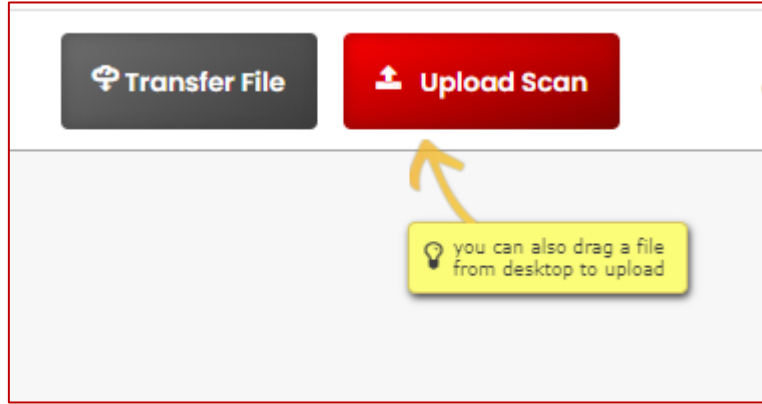 Transfer File
Upload Scan
you can also drag a file
from desktop to upload